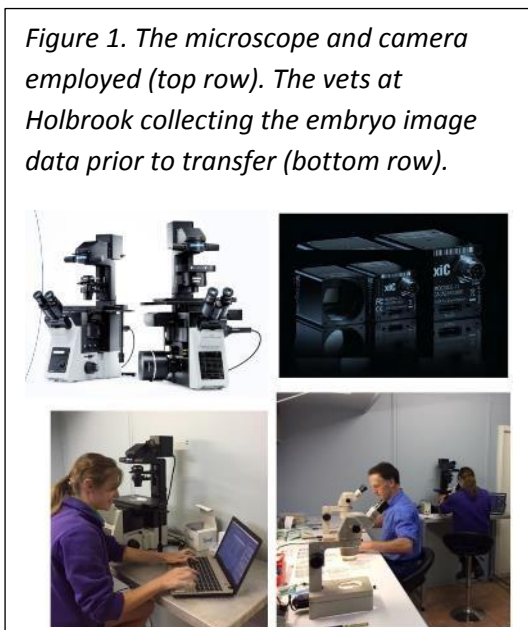 Figure 1. The microscope and camera
employed (top row). The vets at
Holbrook collecting the embryo image
data prior to transfer (bottom row).
xiC
xiC